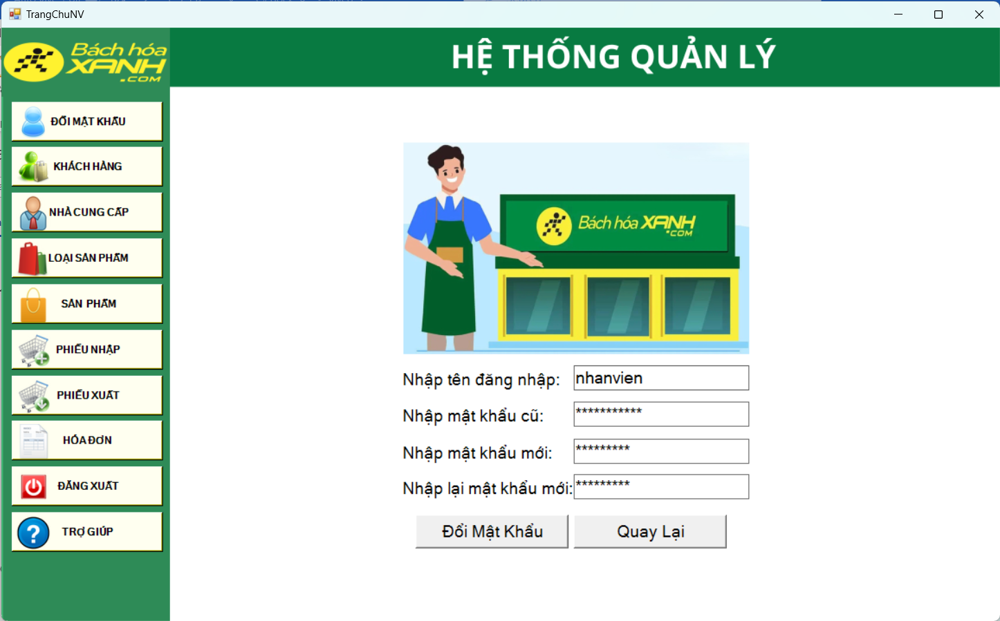 TrangChuNV
Bách hóa
XANH
.COM
HỆ THỐNG QUẢN LÝ
ĐỔI MẬT KHẨU
KHÁCH HÀNG
NHÀ CUNG CẤP
LOẠI SẢN PHẨM
SẢN PHẨM
PHIẾU NHẬP
PHIẾU XUẤT
HÓA ĐƠN
ĐĂNG XUẤT
TRỢ GIÚP
Bách hóa XANH
.COM
Nhập tên đăng nhập: nhanvien
Nhập mật khẩu cũ: ***********
Nhập mật khẩu mới: *********
Nhập lại mật khẩu mới: *********
Đổi Mật Khẩu Quay Lại